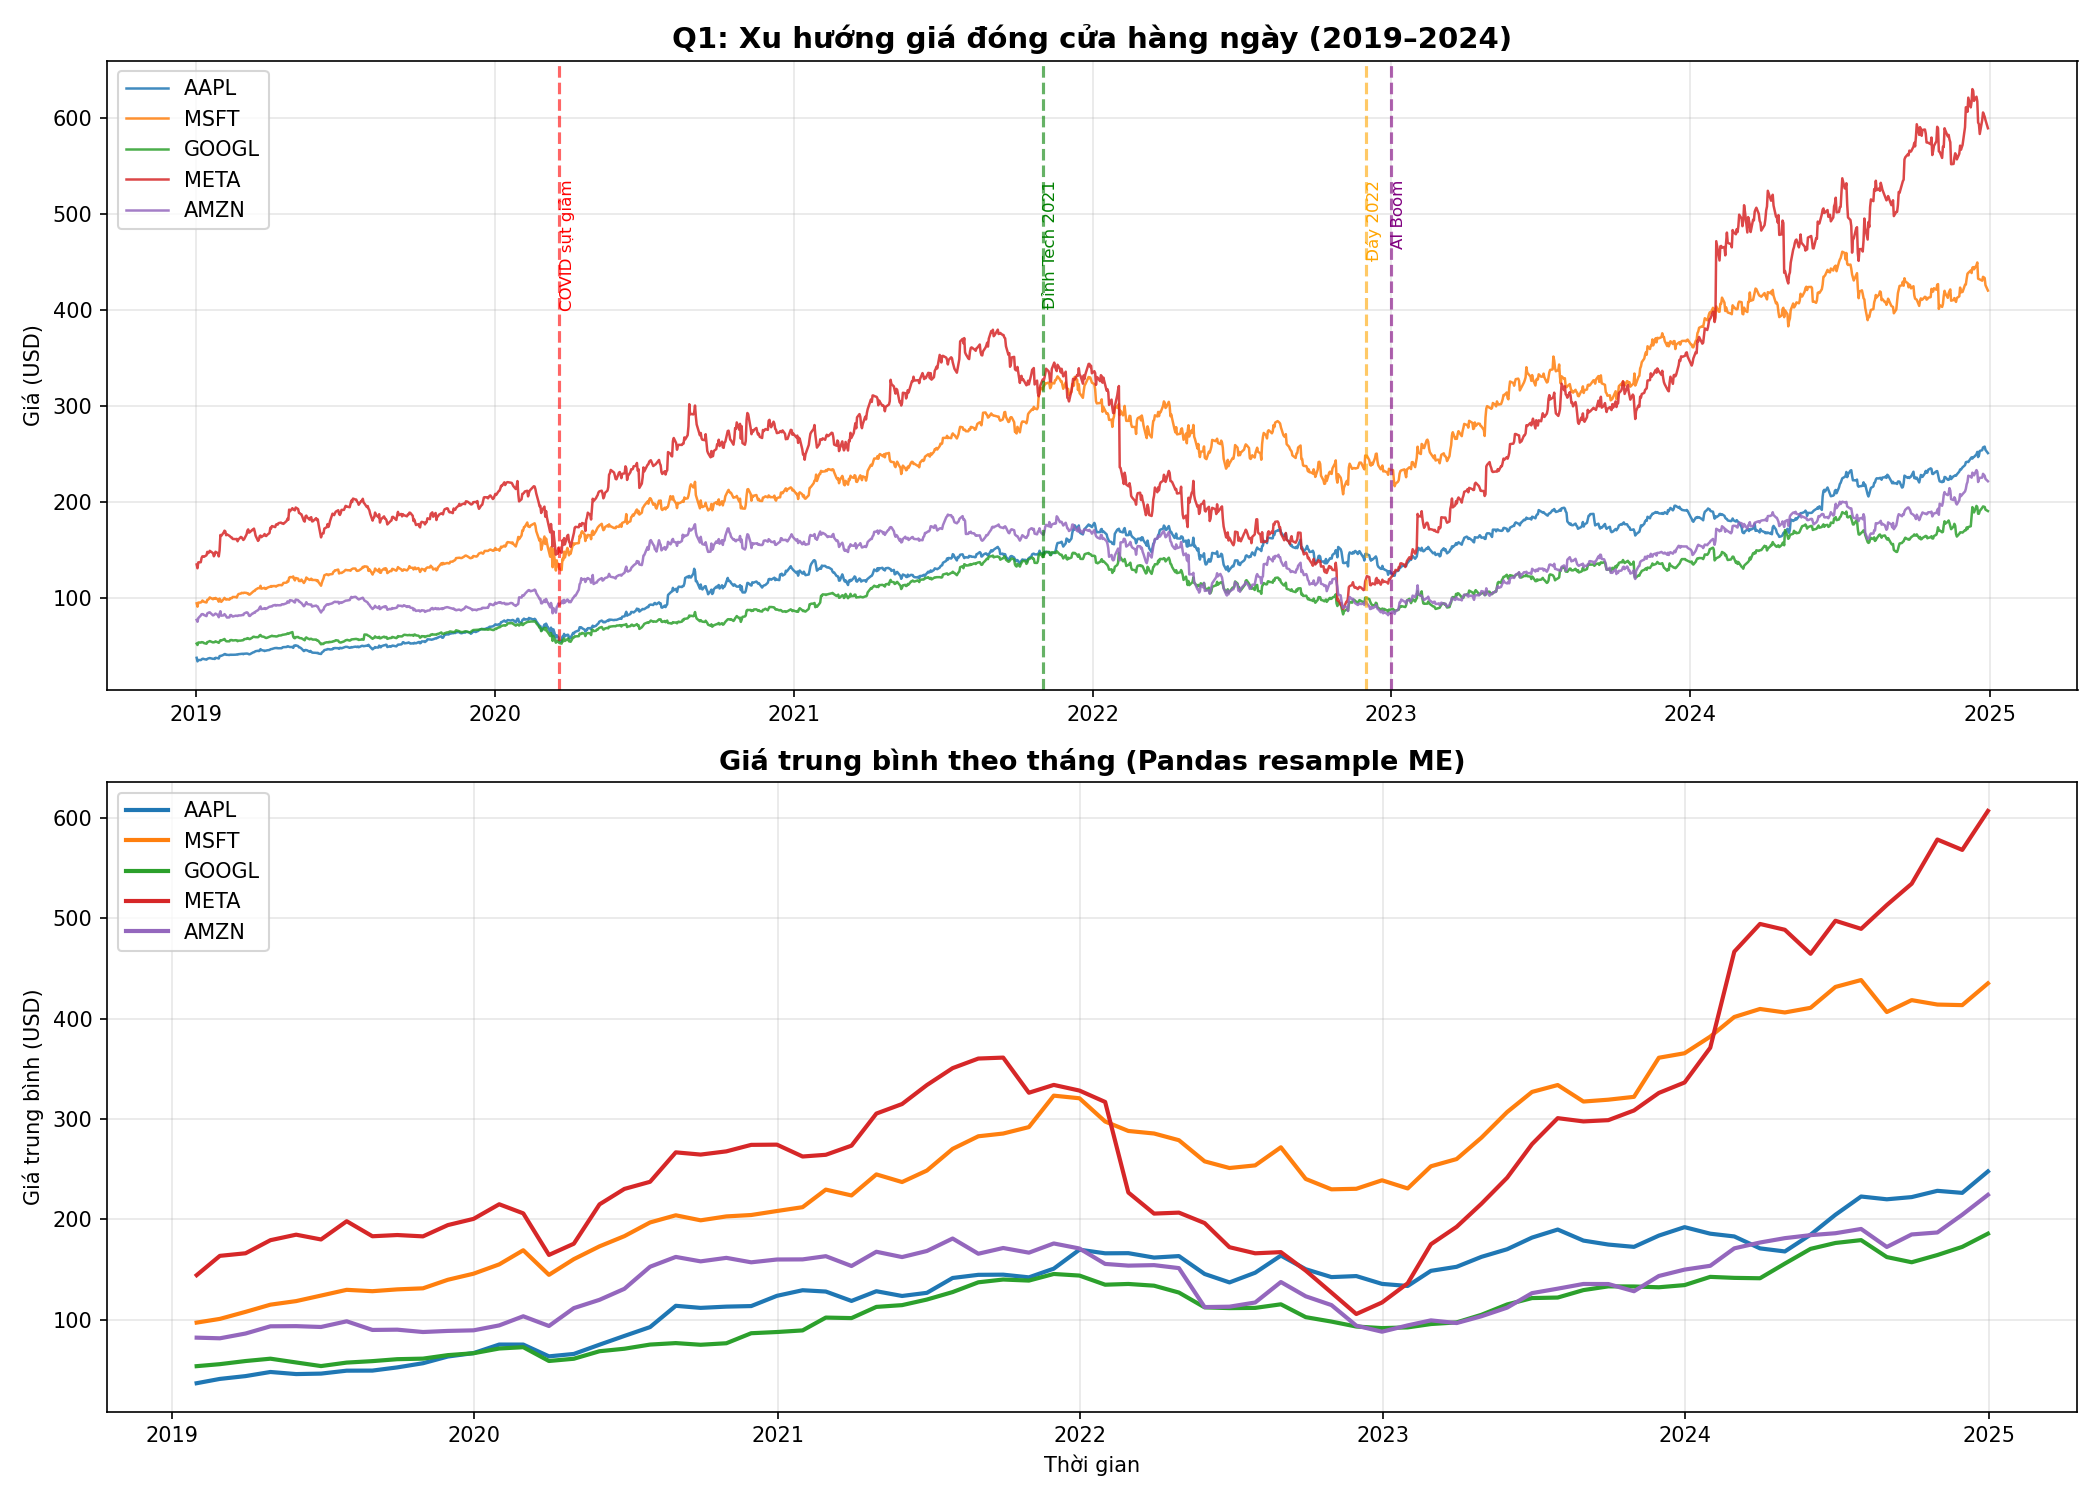 Q1: Xu hướng giá đóng cửa hàng ngày (2019–2024)
AAPL
MSFT
GOOGL
META
AMZN
COVID sụt giảm
Đỉnh Tech 2021
Đáy 2022
AI Boom
Giá (USD)
600
500
400
300
200
100
2019 2020 2021 2022 2023 2024 2025
Giá trung bình theo tháng (Pandas resample ME)
AAPL
MSFT
GOOGL
META
AMZN
Giá trung bình (USD)
600
500
400
300
200
100
2019 2020 2021 2022 2023 2024 2025
Thời gian